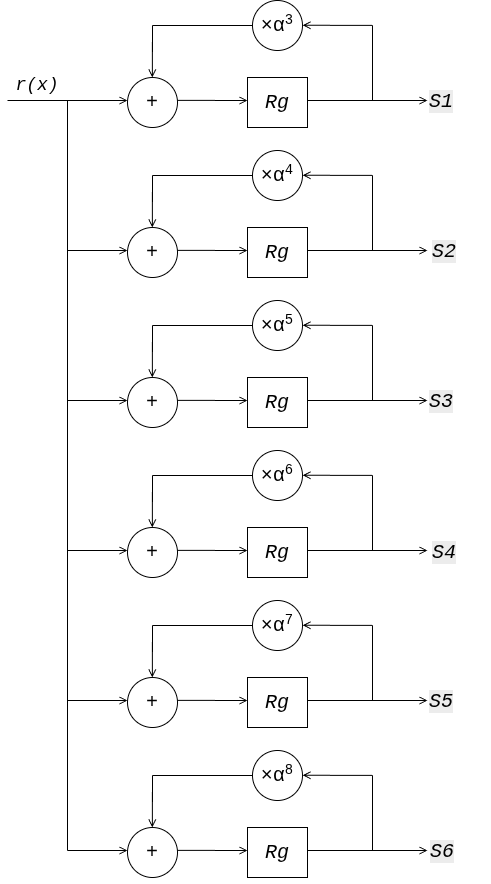 ×α³
r(x)
+ Rg S1
×α⁴
+ Rg S2
×α⁵
+ Rg S3
×α⁶
+ Rg S4
×α⁷
+ Rg S5
×α⁸
+ Rg S6